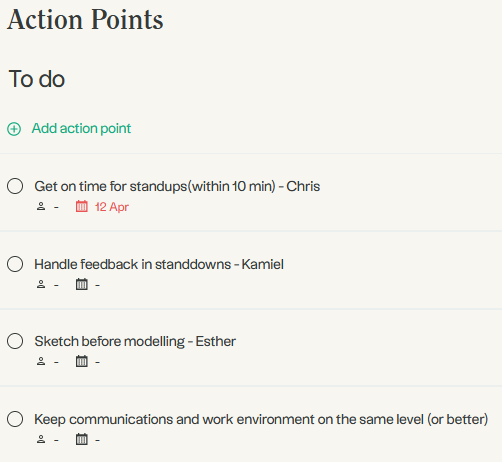 Action Points
To do
Add action point
Get on time for standups(within 10 min) - Chris
- 12 Apr
Handle feedback in standdowns - Kamiel
- -
Sketch before modelling - Esther
- -
Keep communications and work environment on the same level (or better)
- -